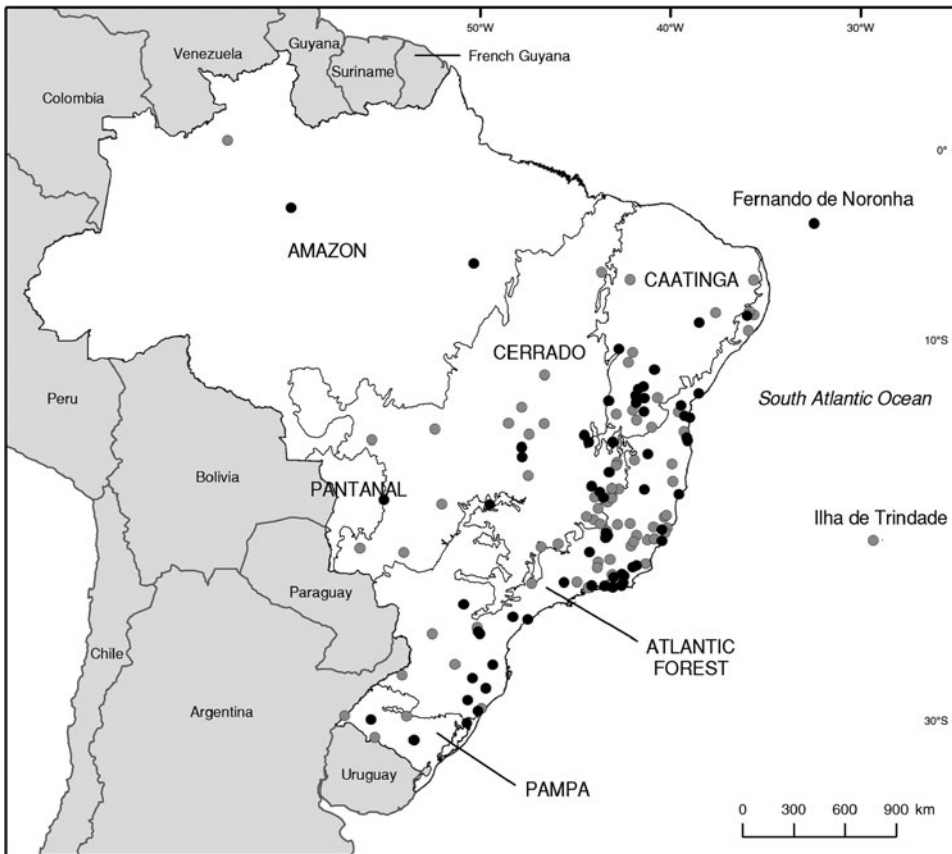 50°W
40°W
30°W
Venezuela
Guyana
Suriname
French Guyana
Colombia
0°
Fernando de Noronha
AMAZON
CAATINGA
CERRADO
10°S
Peru
South Atlantic Ocean
Bolivia
PANTANAL
Ilha de Trindade
Paraguay
ATLANTIC
FOREST
Chile
Argentina
30°S
Uruguay
PAMPA
0 300 600 900 km